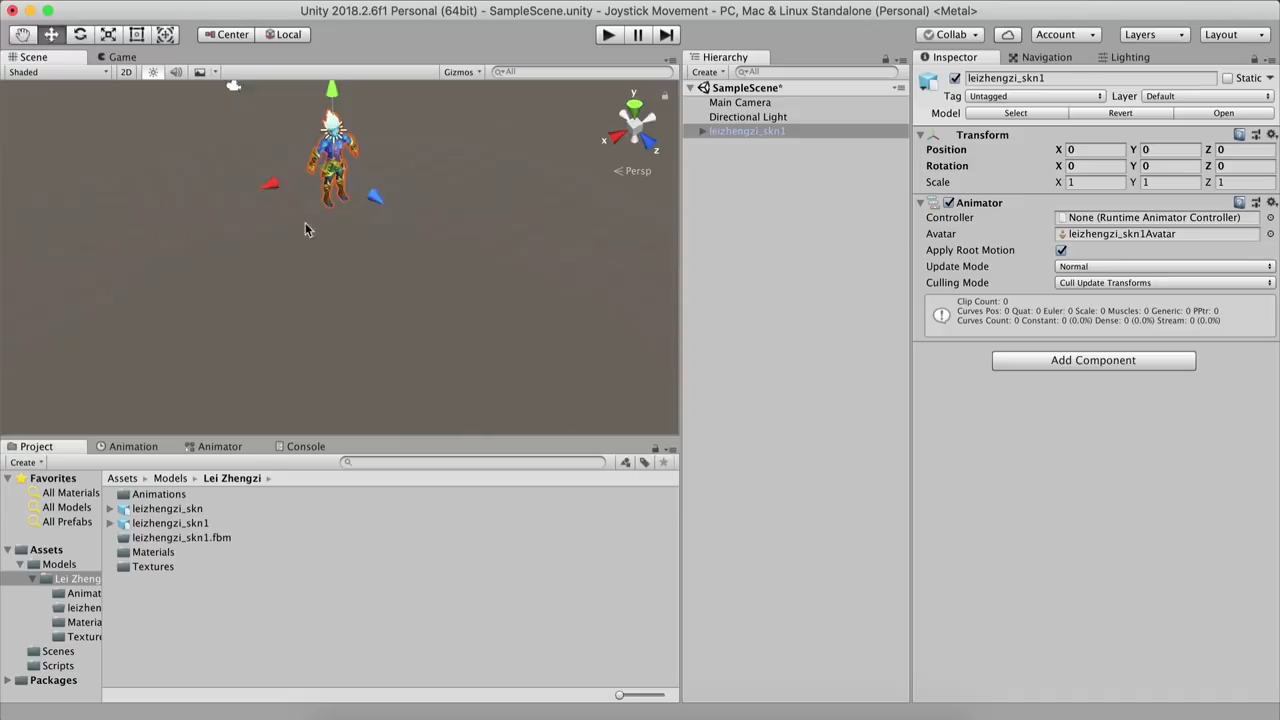 Unity 2018.2.6f1 Personal (64bit) - SampleScene.unity - Joystick Movement - PC, Mac & Linux Standalone (Personal) <Metal>
Center Local Collab Account Layers Layout
Scene Game
Shaded 2D Gizmos All
y
x
z
Persp
Hierarchy
Create All
SampleScene*
Main Camera
Directional Light
leizhengzi_skn1
Inspector Navigation Lighting
leizhengzi_skn1 Static
Tag Untagged Layer Default
Model Select Revert Open
Transform
Position X 0 Y 0 Z 0
Rotation X 0 Y 0 Z 0
Scale X 1 Y 1 Z 1
Animator
Controller None (Runtime Animator Controller)
Avatar leizhengzi_skn1Avatar
Apply Root Motion
Update Mode Normal
Culling Mode Cull Update Transforms
Clip Count: 0
Curves Pos: 0 Quat: 0 Euler: 0 Scale: 0 Muscles: 0 Generic: 0 PPtr: 0
Curves Count: 0 Constant: 0 (0.0%) Dense: 0 (0.0%) Stream: 0 (0.0%)
Add Component
Project Animation Animator Console
Create
Favorites
All Materials
All Models
All Prefabs
Assets
Models
Lei Zheng
Animat
leizhen
Materia
Texture
Scenes
Scripts
Packages
Assets Models Lei Zhengzi
Animations
leizhengzi_skn
leizhengzi_skn1
leizhengzi_skn1.fbm
Materials
Textures